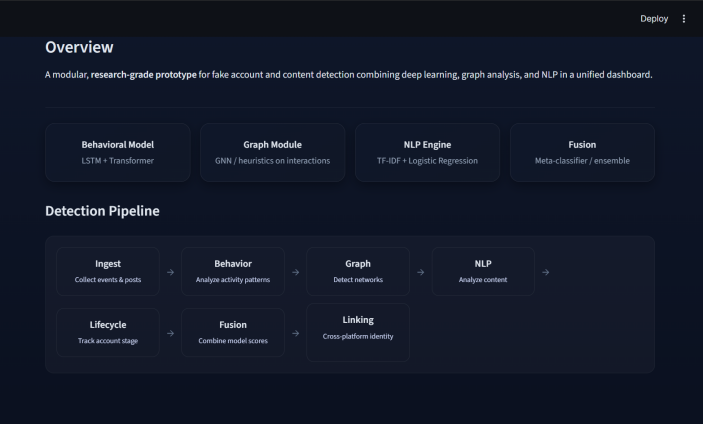 Deploy
Overview
A modular, research-grade prototype for fake account and content detection combining deep learning, graph analysis, and NLP in a unified dashboard.
Behavioral Model
LSTM + Transformer
Graph Module
GNN / heuristics on interactions
NLP Engine
TF-IDF + Logistic Regression
Fusion
Meta-classifier / ensemble
Detection Pipeline
Ingest
Collect events & posts
→
Behavior
Analyze activity patterns
→
Graph
Detect networks
→
NLP
Analyze content
→
Lifecycle
Track account stage
→
Fusion
Combine model scores
→
Linking
Cross-platform identity